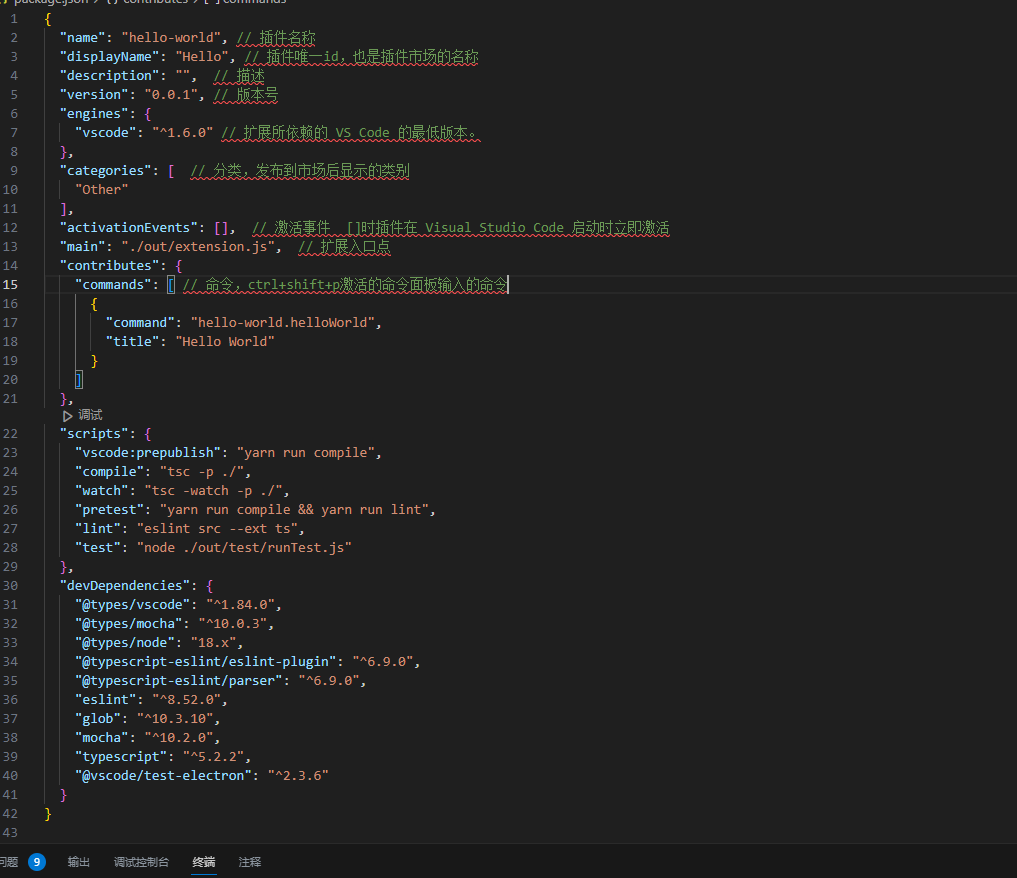 package.json > {} contributes > [ ] commands
1 {
2 "name": "hello-world", // 插件名称
3 "displayName": "Hello", // 插件唯一id，也是插件市场的名称
4 "description": "", // 描述
5 "version": "0.0.1", // 版本号
6 "engines": {
7 "vscode": "^1.6.0" // 扩展所依赖的 VS Code 的最低版本。
8 },
9 "categories": [ // 分类，发布到市场后显示的类别
10 "Other"
11 ],
12 "activationEvents": [], // 激活事件 []时插件在 Visual Studio Code 启动时立即激活
13 "main": "./out/extension.js", // 扩展入口点
14 "contributes": {
15 "commands": [ // 命令，ctrl+shift+p激活的命令面板输入的命令
16 {
17 "command": "hello-world.helloWorld",
18 "title": "Hello World"
19 }
20 ]
21 },
调试
22 "scripts": {
23 "vscode:prepublish": "yarn run compile",
24 "compile": "tsc -p ./",
25 "watch": "tsc -watch -p ./",
26 "pretest": "yarn run compile && yarn run lint",
27 "lint": "eslint src --ext ts",
28 "test": "node ./out/test/runTest.js"
29 },
30 "devDependencies": {
31 "@types/vscode": "^1.84.0",
32 "@types/mocha": "^10.0.3",
33 "@types/node": "18.x",
34 "@typescript-eslint/eslint-plugin": "^6.9.0",
35 "@typescript-eslint/parser": "^6.9.0",
36 "eslint": "^8.52.0",
37 "glob": "^10.3.10",
38 "mocha": "^10.2.0",
39 "typescript": "^5.2.2",
40 "@vscode/test-electron": "^2.3.6"
41 }
42 }
43
问题 9 输出 调试控制台 终端 注释